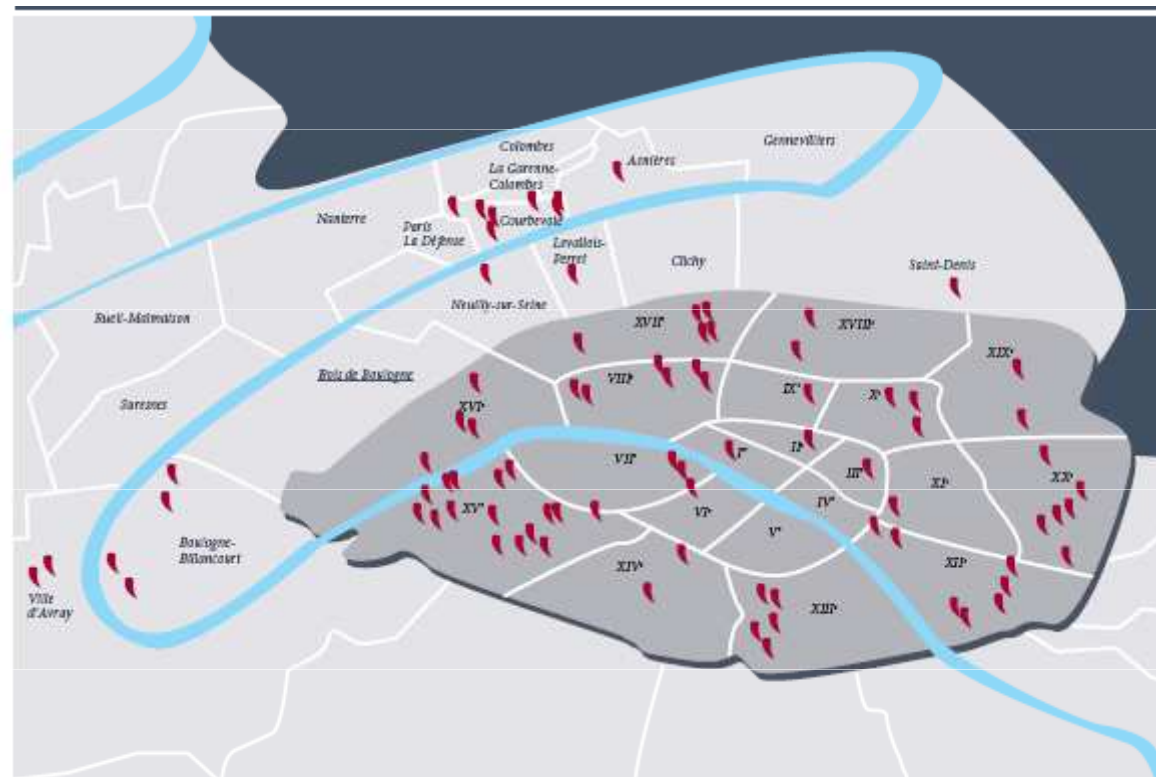 Colombes
Gennevilliers
La Garenne-
Colombes
Asnières
Nanterre
Paris
La Défense
Courbevoie
Levallois-
Perret
Clichy
Saint-Denis
Neuilly-sur-Seine
Rueil-Malmaison
XVIIe
XVIIIe
XIXe
Bois de Boulogne
VIIIe
IXe
Xe
Suresnes
XVIe
VIIe
Ier
IIe
IIIe
XIe
XXe
XVe
VIe
IVe
Ve
Boulogne-
Billancourt
XIVe
XIIe
XIIIe
Ville
d'Avray